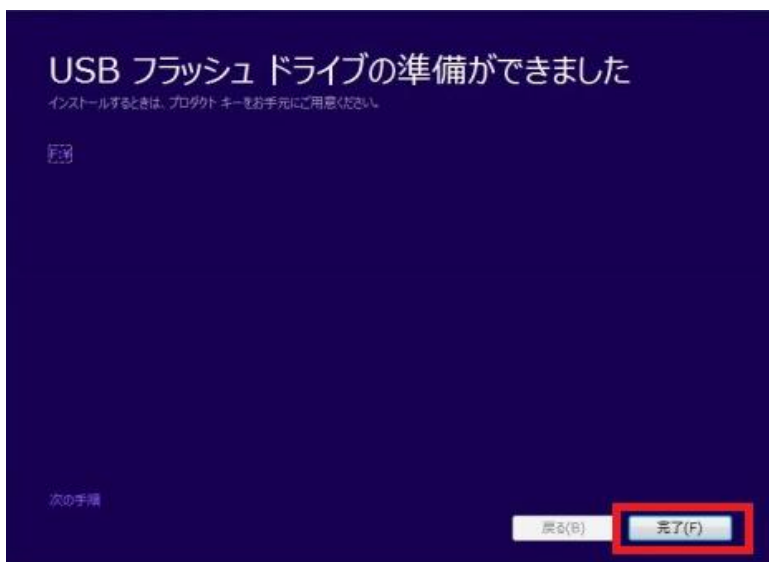 USB フラッシュ ドライブの準備ができました
インストールするときは、プロダクト キーをお手元にご用意ください。
F:¥
次の手順
戻る(B)
完了(F)